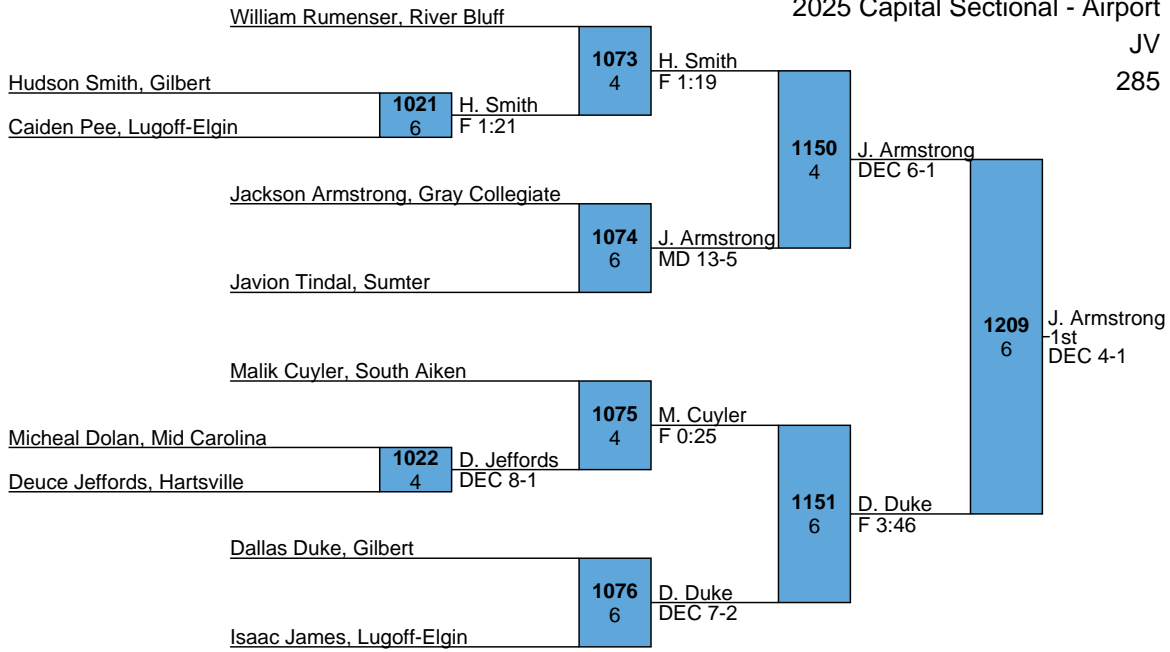 2025 Capital Sectional - Airport
JV
285
William Rumenser, River Bluff
Hudson Smith, Gilbert
Caiden Pee, Lugoff-Elgin
1021
6
H. Smith
F 1:21
1073
4
H. Smith
F 1:19
Jackson Armstrong, Gray Collegiate
Javion Tindal, Sumter
1074
6
J. Armstrong
MD 13-5
1150
4
J. Armstrong
DEC 6-1
Malik Cuyler, South Aiken
Micheal Dolan, Mid Carolina
Deuce Jeffords, Hartsville
1022
4
D. Jeffords
DEC 8-1
1075
4
M. Cuyler
F 0:25
Dallas Duke, Gilbert
Isaac James, Lugoff-Elgin
1076
6
D. Duke
DEC 7-2
1151
6
D. Duke
F 3:46
1209
6
J. Armstrong
1st
DEC 4-1